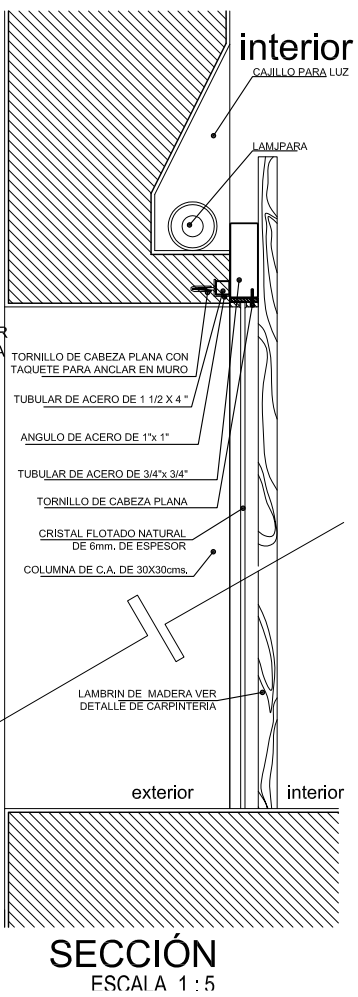 interior
CAJILLO PARA LUZ
LAMJPARA
R
A
TORNILLO DE CABEZA PLANA CON
TAQUETE PARA ANCLAR EN MURO
TUBULAR DE ACERO DE 1 1/2 X 4 "
ANGULO DE ACERO DE 1"x 1"
TUBULAR DE ACERO DE 3/4"x 3/4"
TORNILLO DE CABEZA PLANA
CRISTAL FLOTADO NATURAL
DE 6mm. DE ESPESOR
COLUMNA DE C.A. DE 30X30cms.
LAMBRIN DE MADERA VER
DETALLE DE CARPINTERIA
exterior
interior
SECCIÓN
ESCALA 1 : 5